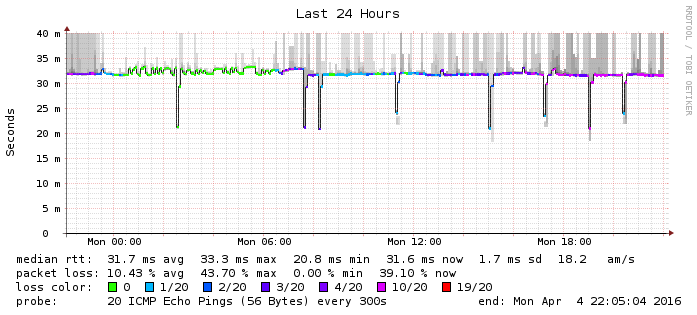 Last 24 Hours
RRDTOOL / TOBI OETIKER
Seconds
40 m
35 m
30 m
25 m
20 m
15 m
10 m
5 m
0
Mon 00:00 Mon 06:00 Mon 12:00 Mon 18:00
median rtt: 31.7 ms avg 33.3 ms max 20.8 ms min 31.6 ms now 1.7 ms sd 18.2 am/s
packet loss: 10.43 % avg 43.70 % max 0.00 % min 39.10 % now
loss color: 0 1/20 2/20 3/20 4/20 10/20 19/20
probe: 20 ICMP Echo Pings (56 Bytes) every 300s end: Mon Apr 4 22:05:04 2016